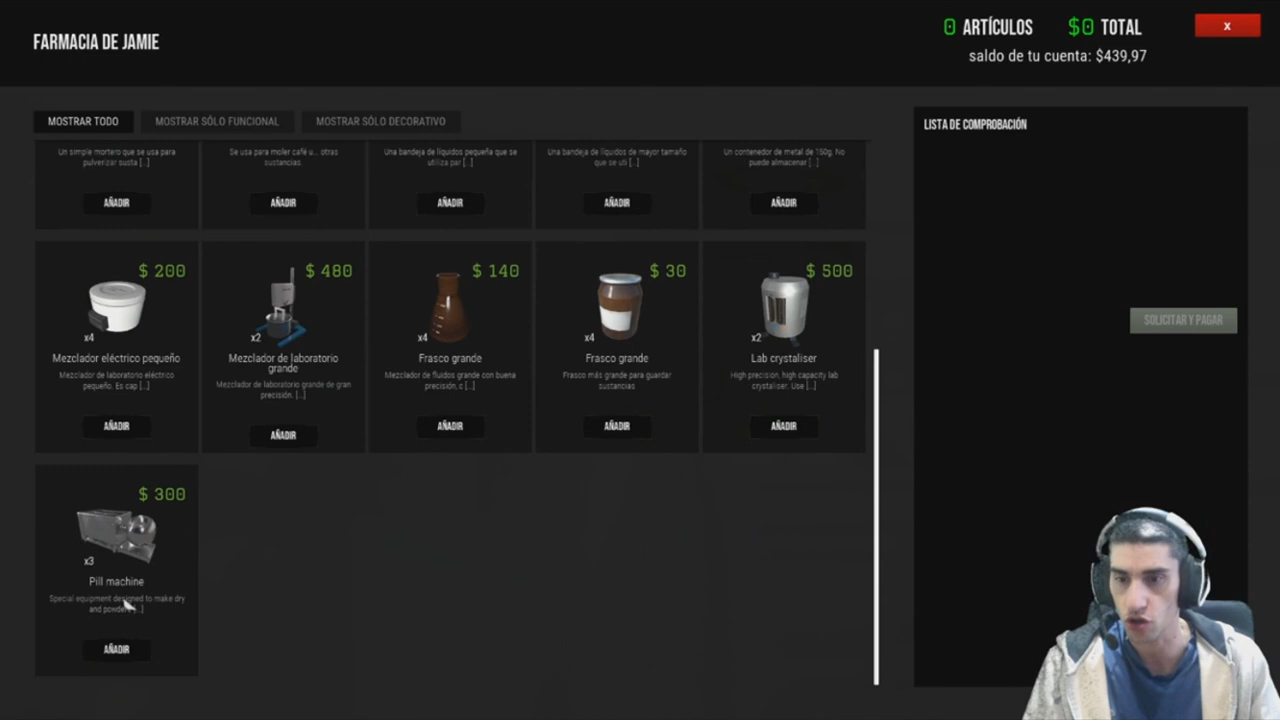 FARMACIA DE JAMIE
0 ARTÍCULOS $0 TOTAL
X
saldo de tu cuenta: $439,97
MOSTRAR TODO
MOSTRAR SÓLO FUNCIONAL
MOSTRAR SÓLO DECORATIVO
LISTA DE COMPROBACIÓN
Un simple mortero que se usa para
pulverizar susta [...]
AÑADIR
Se usa para moler café u... otras
sustancias.
AÑADIR
Una bandeja de líquidos pequeña que se
utiliza par [...]
AÑADIR
Una bandeja de líquidos de mayor tamaño
que se uti [...]
AÑADIR
Un contenedor de metal de 150g. No
puede almacenar [...]
AÑADIR
$ 200
x4
Mezclador eléctrico pequeño
Mezclador de laboratorio eléctrico
pequeño. Es cap [...]
AÑADIR
$ 480
x2
Mezclador de laboratorio
grande
Mezclador de laboratorio grande de gran
precisión. [...]
AÑADIR
$ 140
x4
Frasco grande
Mezclador de fluidos grande con buena
precisión, c [...]
AÑADIR
$ 30
x4
Frasco grande
Frasco más grande para guardar
sustancias
AÑADIR
$ 500
x2
Lab crystaliser
High precision, high capacity lab
crystaliser. Use [...]
AÑADIR
SOLICITAR Y PAGAR
$ 300
x3
Pill machine
Special equipment designed to make dry
and powder [...]
AÑADIR